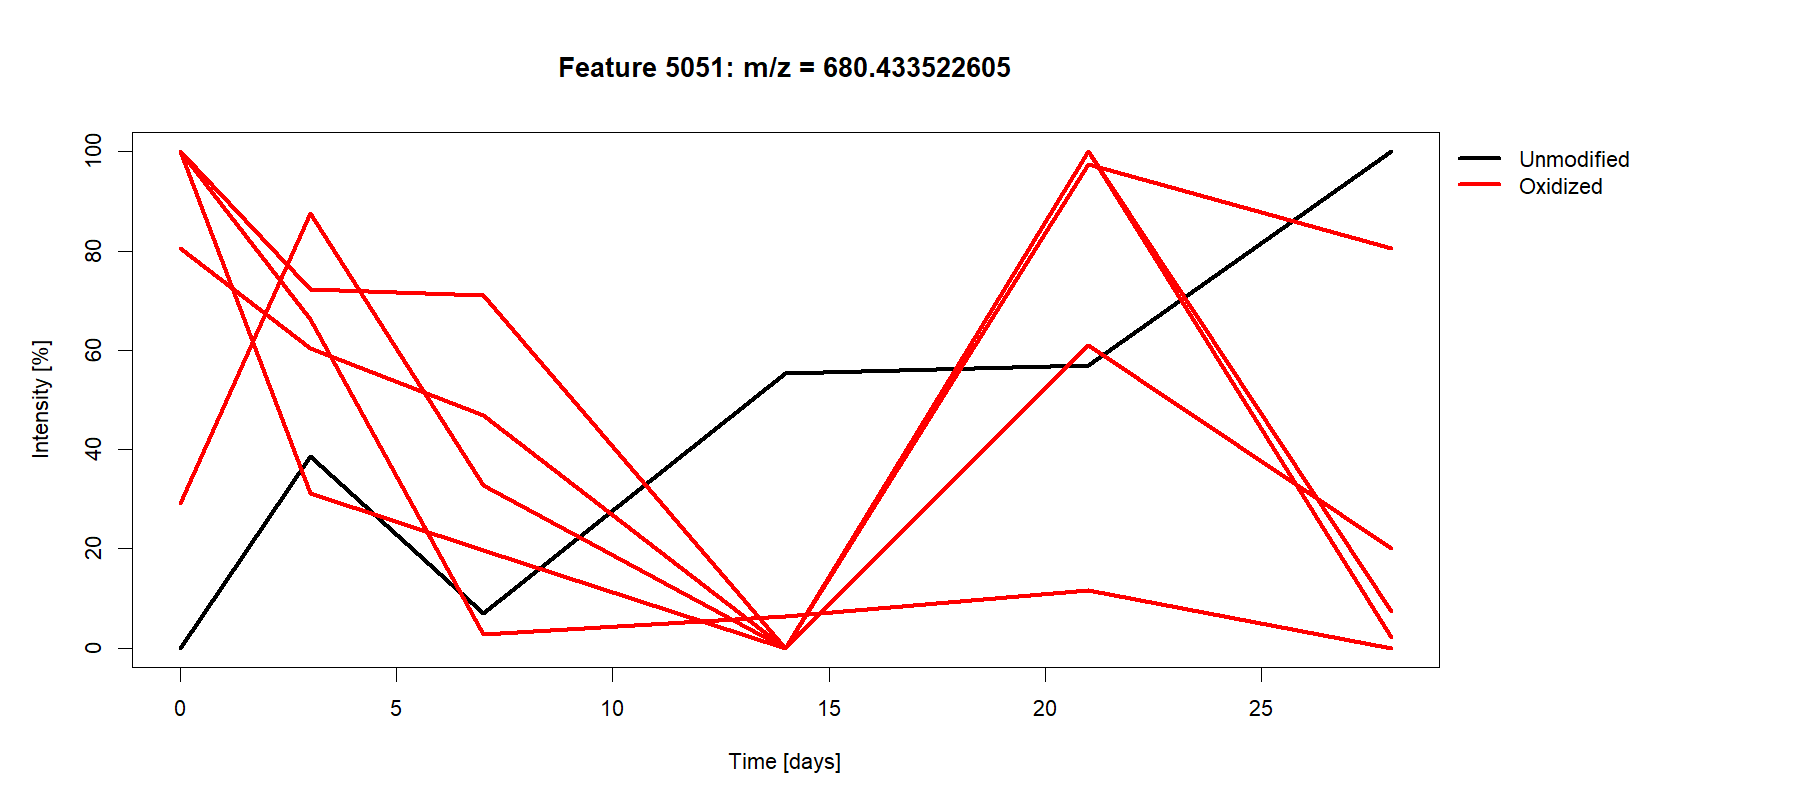 Feature 5051: m/z = 680.433522605
Unmodified
Oxidized
100
80
60
40
20
0
Intensity [%]
0 5 10 15 20 25
Time [days]